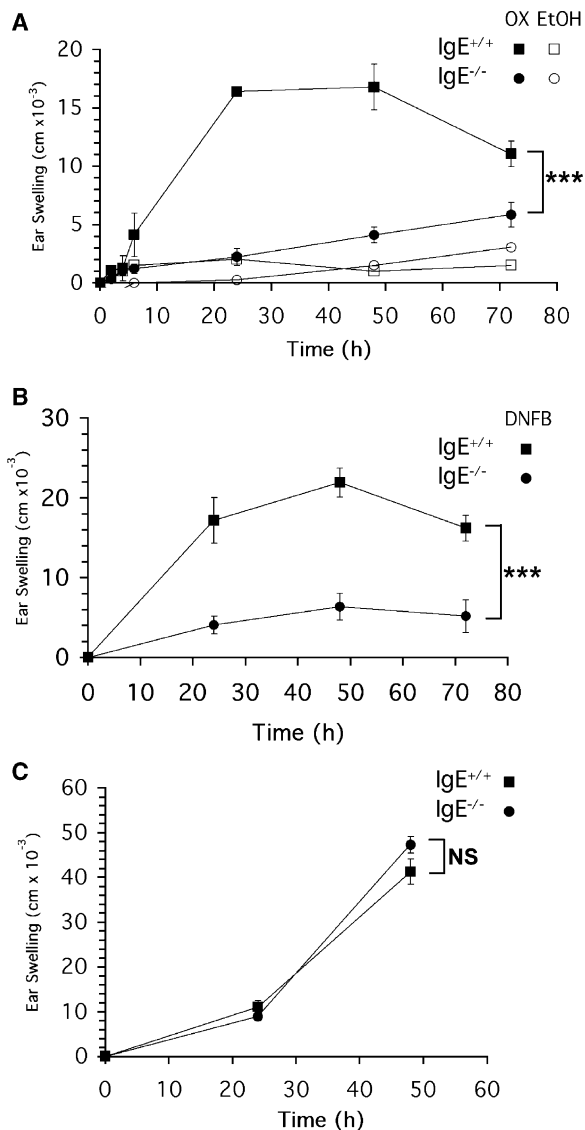 A
OX EtOH
IgE+/+
IgE-/-
Ear Swelling (cm x10-3)
20
15
10
5
0
***
0 10 20 30 40 50 60 70 80
Time (h)
B
DNFB
IgE+/+
IgE-/-
Ear Swelling (cm x10-3)
30
20
10
0
***
0 10 20 30 40 50 60 70 80
Time (h)
C
IgE+/+
IgE-/-
Ear Swelling (cm x 10-3)
60
50
40
30
20
10
0
NS
0 10 20 30 40 50 60
Time (h)